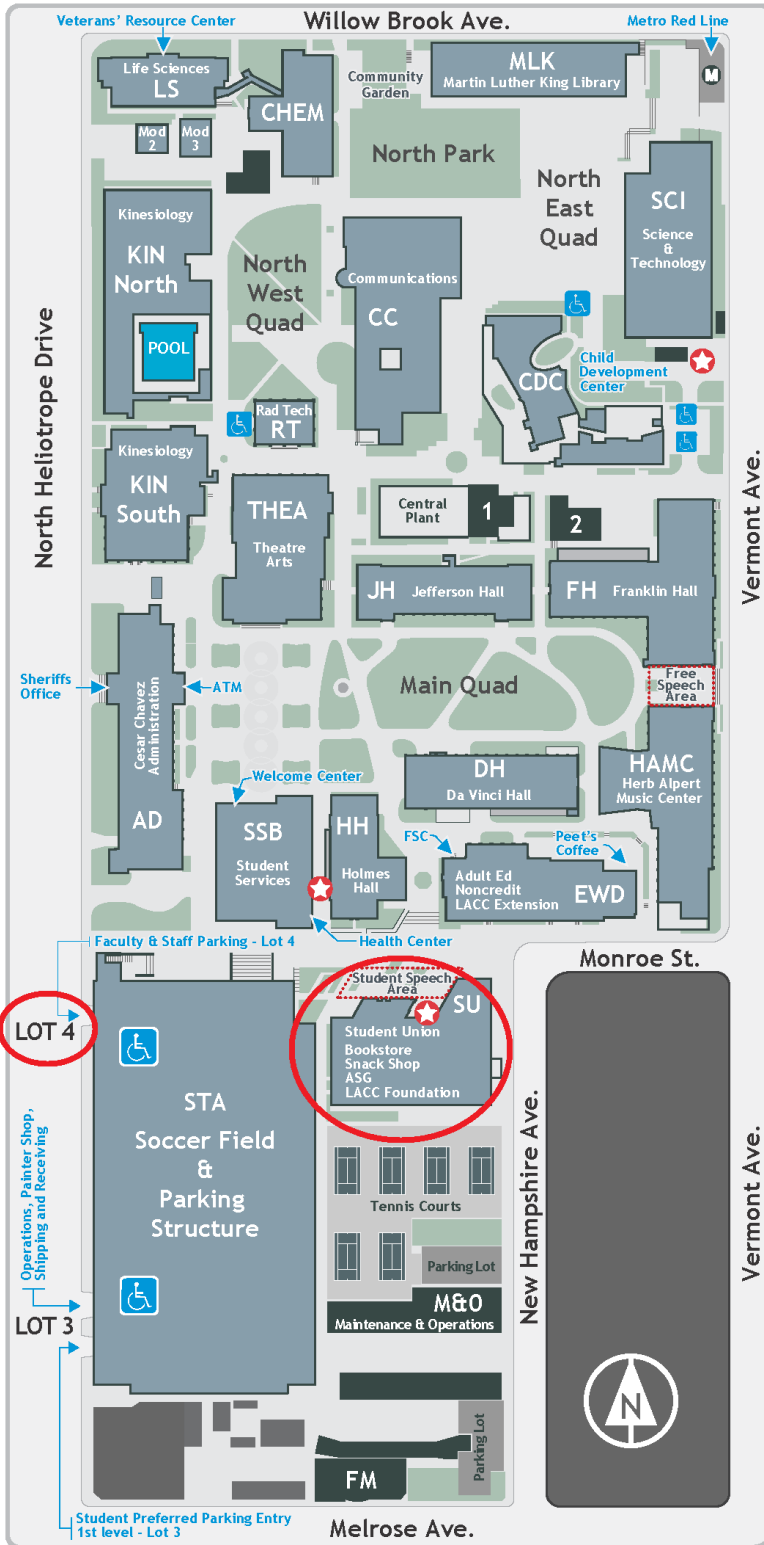 Veterans' Resource Center
Willow Brook Ave.
Metro Red Line
Life Sciences
LS
CHEM
Community
Garden
MLK
Martin Luther King Library
M
Mod
2
Mod
3
North Park
North
East
Quad
SCI
Science
&
Technology
Kinesiology
KIN
North
POOL
North
West
Quad
Communications
CC
CDC
Child
Development
Center
North Heliotrope Drive
Rad Tech
RT
Kinesiology
KIN
South
THEA
Theatre
Arts
Central
Plant
1
2
Vermont Ave.
JH
Jefferson Hall
FH
Franklin Hall
Sheriffs
Office
ATM
Cesar Chavez
Administration
AD
Main Quad
Free
Speech
Area
Welcome Center
SSB
Student
Services
HH
Holmes
Hall
DH
Da Vinci Hall
HAMC
Herb Alpert
Music Center
FSC
Peet's
Coffee
Adult Ed
Noncredit
LACC Extension
EWD
Faculty & Staff Parking - Lot 4
Health Center
Monroe St.
LOT 4
Student Speech
Area
SU
Student Union
Bookstore
Snack Shop
ASG
LACC Foundation
STA
Soccer Field
&
Parking
Structure
Operations, Painter Shop,
Shipping and Receiving
Tennis Courts
New Hampshire Ave.
Vermont Ave.
Parking Lot
LOT 3
M&O
Maintenance & Operations
N
Parking Lot
FM
Student Preferred Parking Entry
1st level - Lot 3
Melrose Ave.